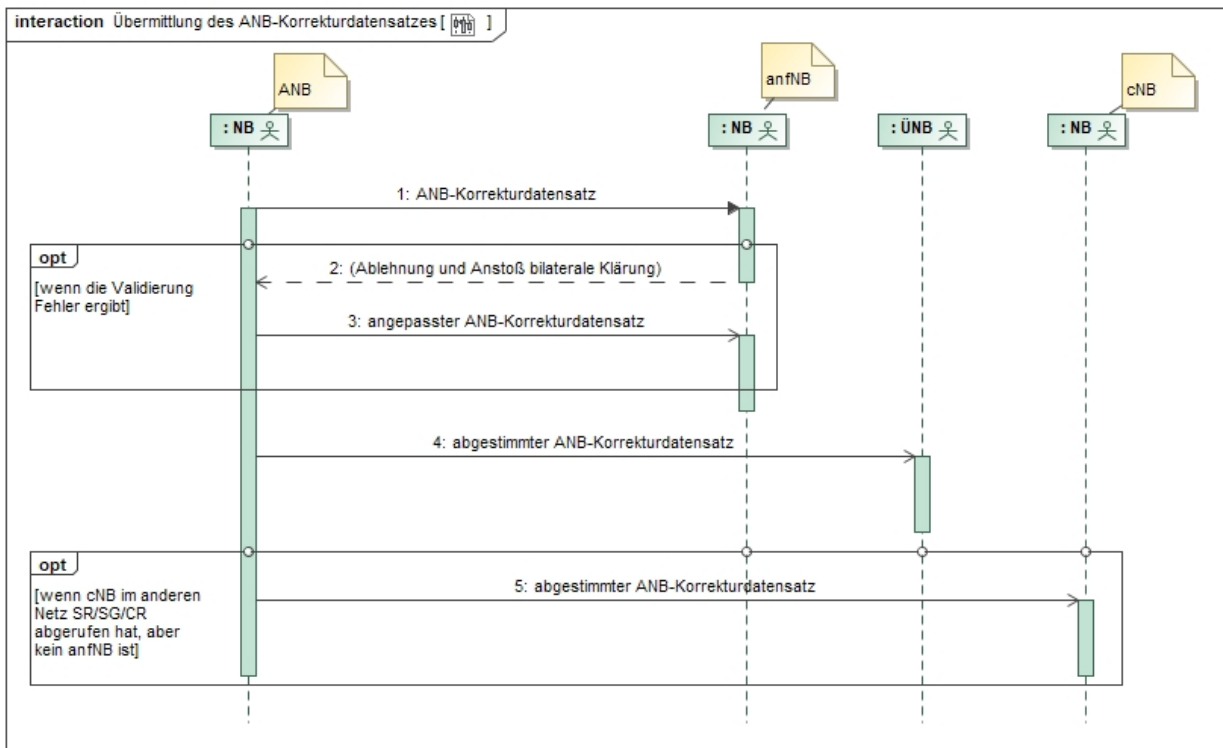 interaction Übermittlung des ANB-Korrekturdatensatzes [ ]
ANB
anfNB
cNB
: NB
: NB
: ÜNB
: NB
1: ANB-Korrekturdatensatz
opt
[wenn die Validierung
Fehler ergibt]
2: (Ablehnung und Anstoß bilaterale Klärung)
3: angepasster ANB-Korrekturdatensatz
4: abgestimmter ANB-Korrekturdatensatz
opt
[wenn cNB im anderen
Netz SR/SG/CR
abgerufen hat, aber
kein anfNB ist]
5: abgestimmter ANB-Korrekturdatensatz